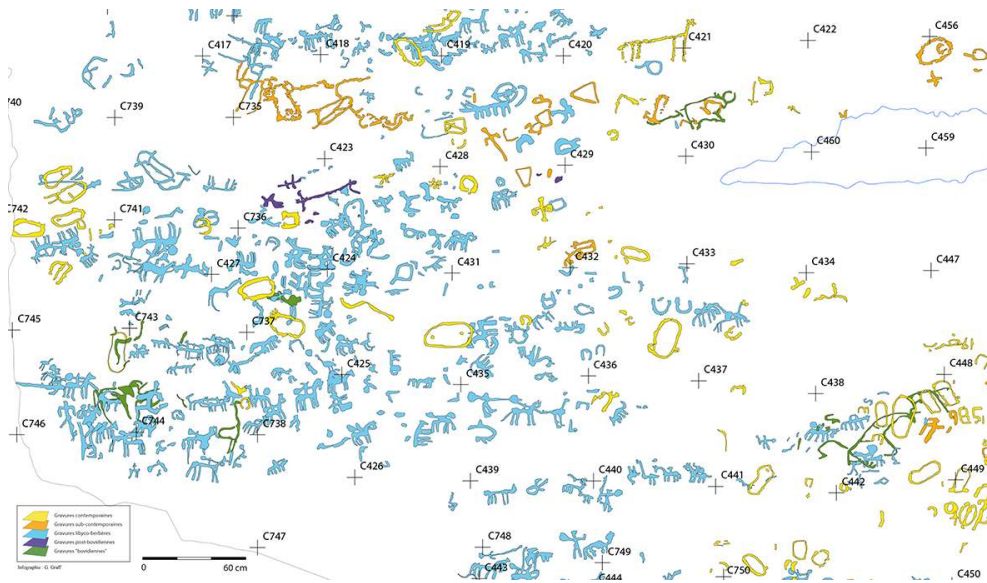 C417
C418
C419
C420
C421
C422
C456
740
C739
C735
C423
C428
C429
C430
C460
C459
C742
C741
C736
C427
C424
C431
C432
C433
C434
C447
C745
C743
C737
C425
C435
C436
C437
C438
C448
C746
C744
C738
C426
C439
C440
C441
C442
C449
Gravures contemporaines
Gravures sub-contemporaines
Gravures libyco-berbères
Gravures post-bovidiennes
Gravures "bovidiennes"
Infographie : G. Graff
C747
60 cm
C748
C749
C443
C444
C750
C450